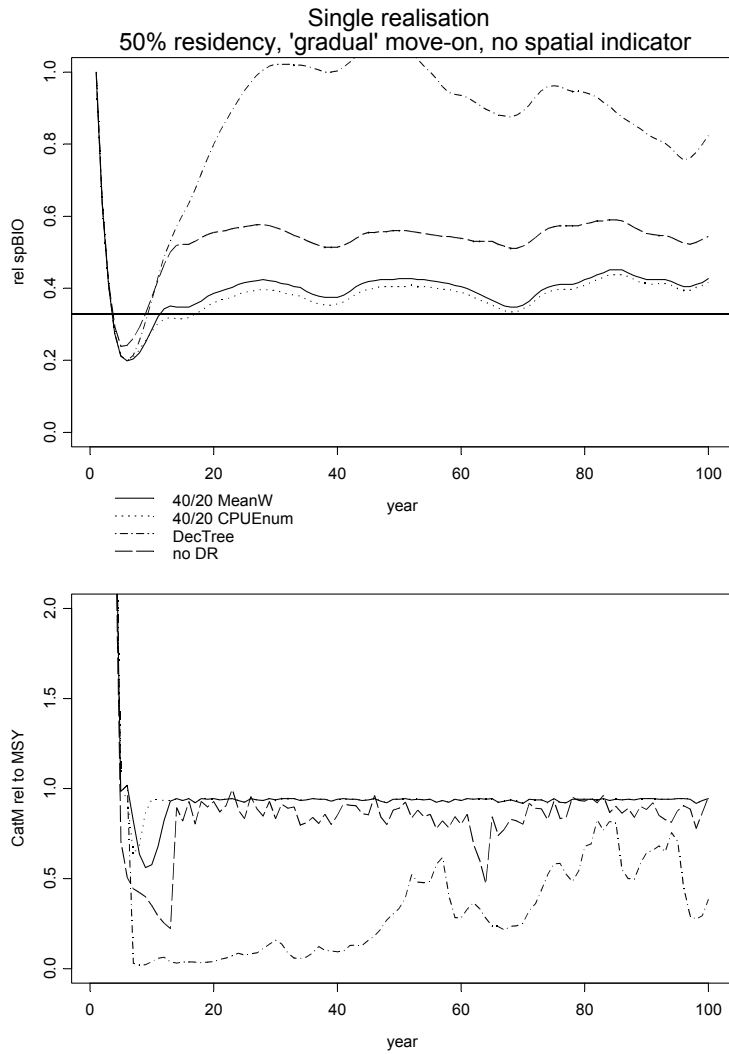 Single realisation
50% residency, 'gradual' move-on, no spatial indicator
rel spBIO
1.0
0.8
0.6
0.4
0.2
0.0
0 20 40 60 80 100
year
40/20 MeanW
40/20 CPUEnum
DecTree
no DR
CatM rel to MSY
2.0
1.5
1.0
0.5
0.0
0 20 40 60 80 100
year